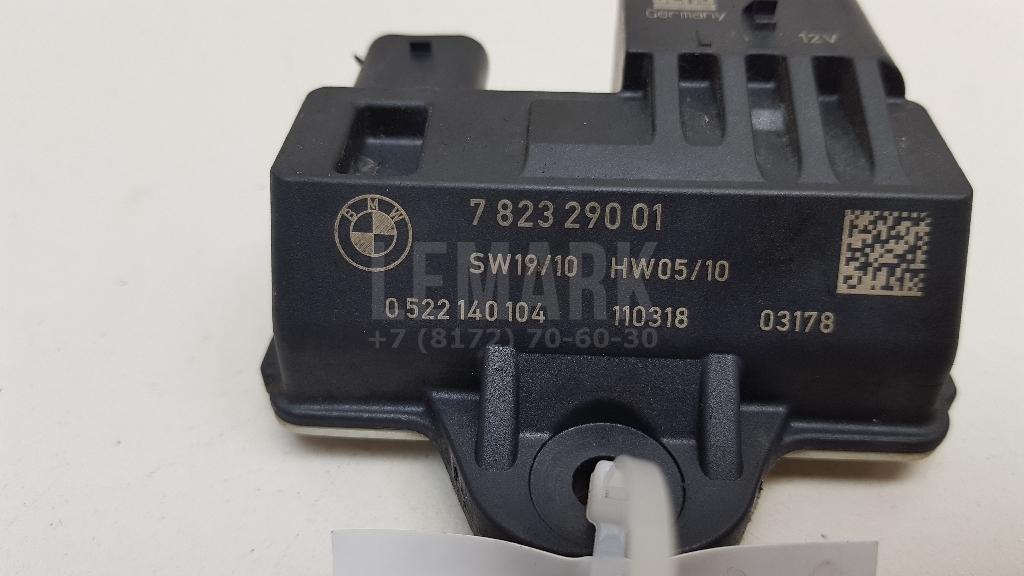 Germany
12V
BMW
7 823 290 01
SW19/10 HW05/10
0 522 140 104 110318 03178
LEMARK
+7 (8172) 70-60-30